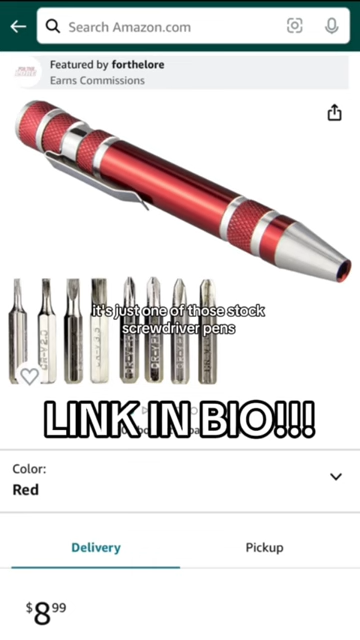 Search Amazon.com
Featured by forthelore
Earns Commissions
it's just one of those stock
screwdriver pens
LINK IN BIO!!!
Color:
Red
Delivery
Pickup
$8.99